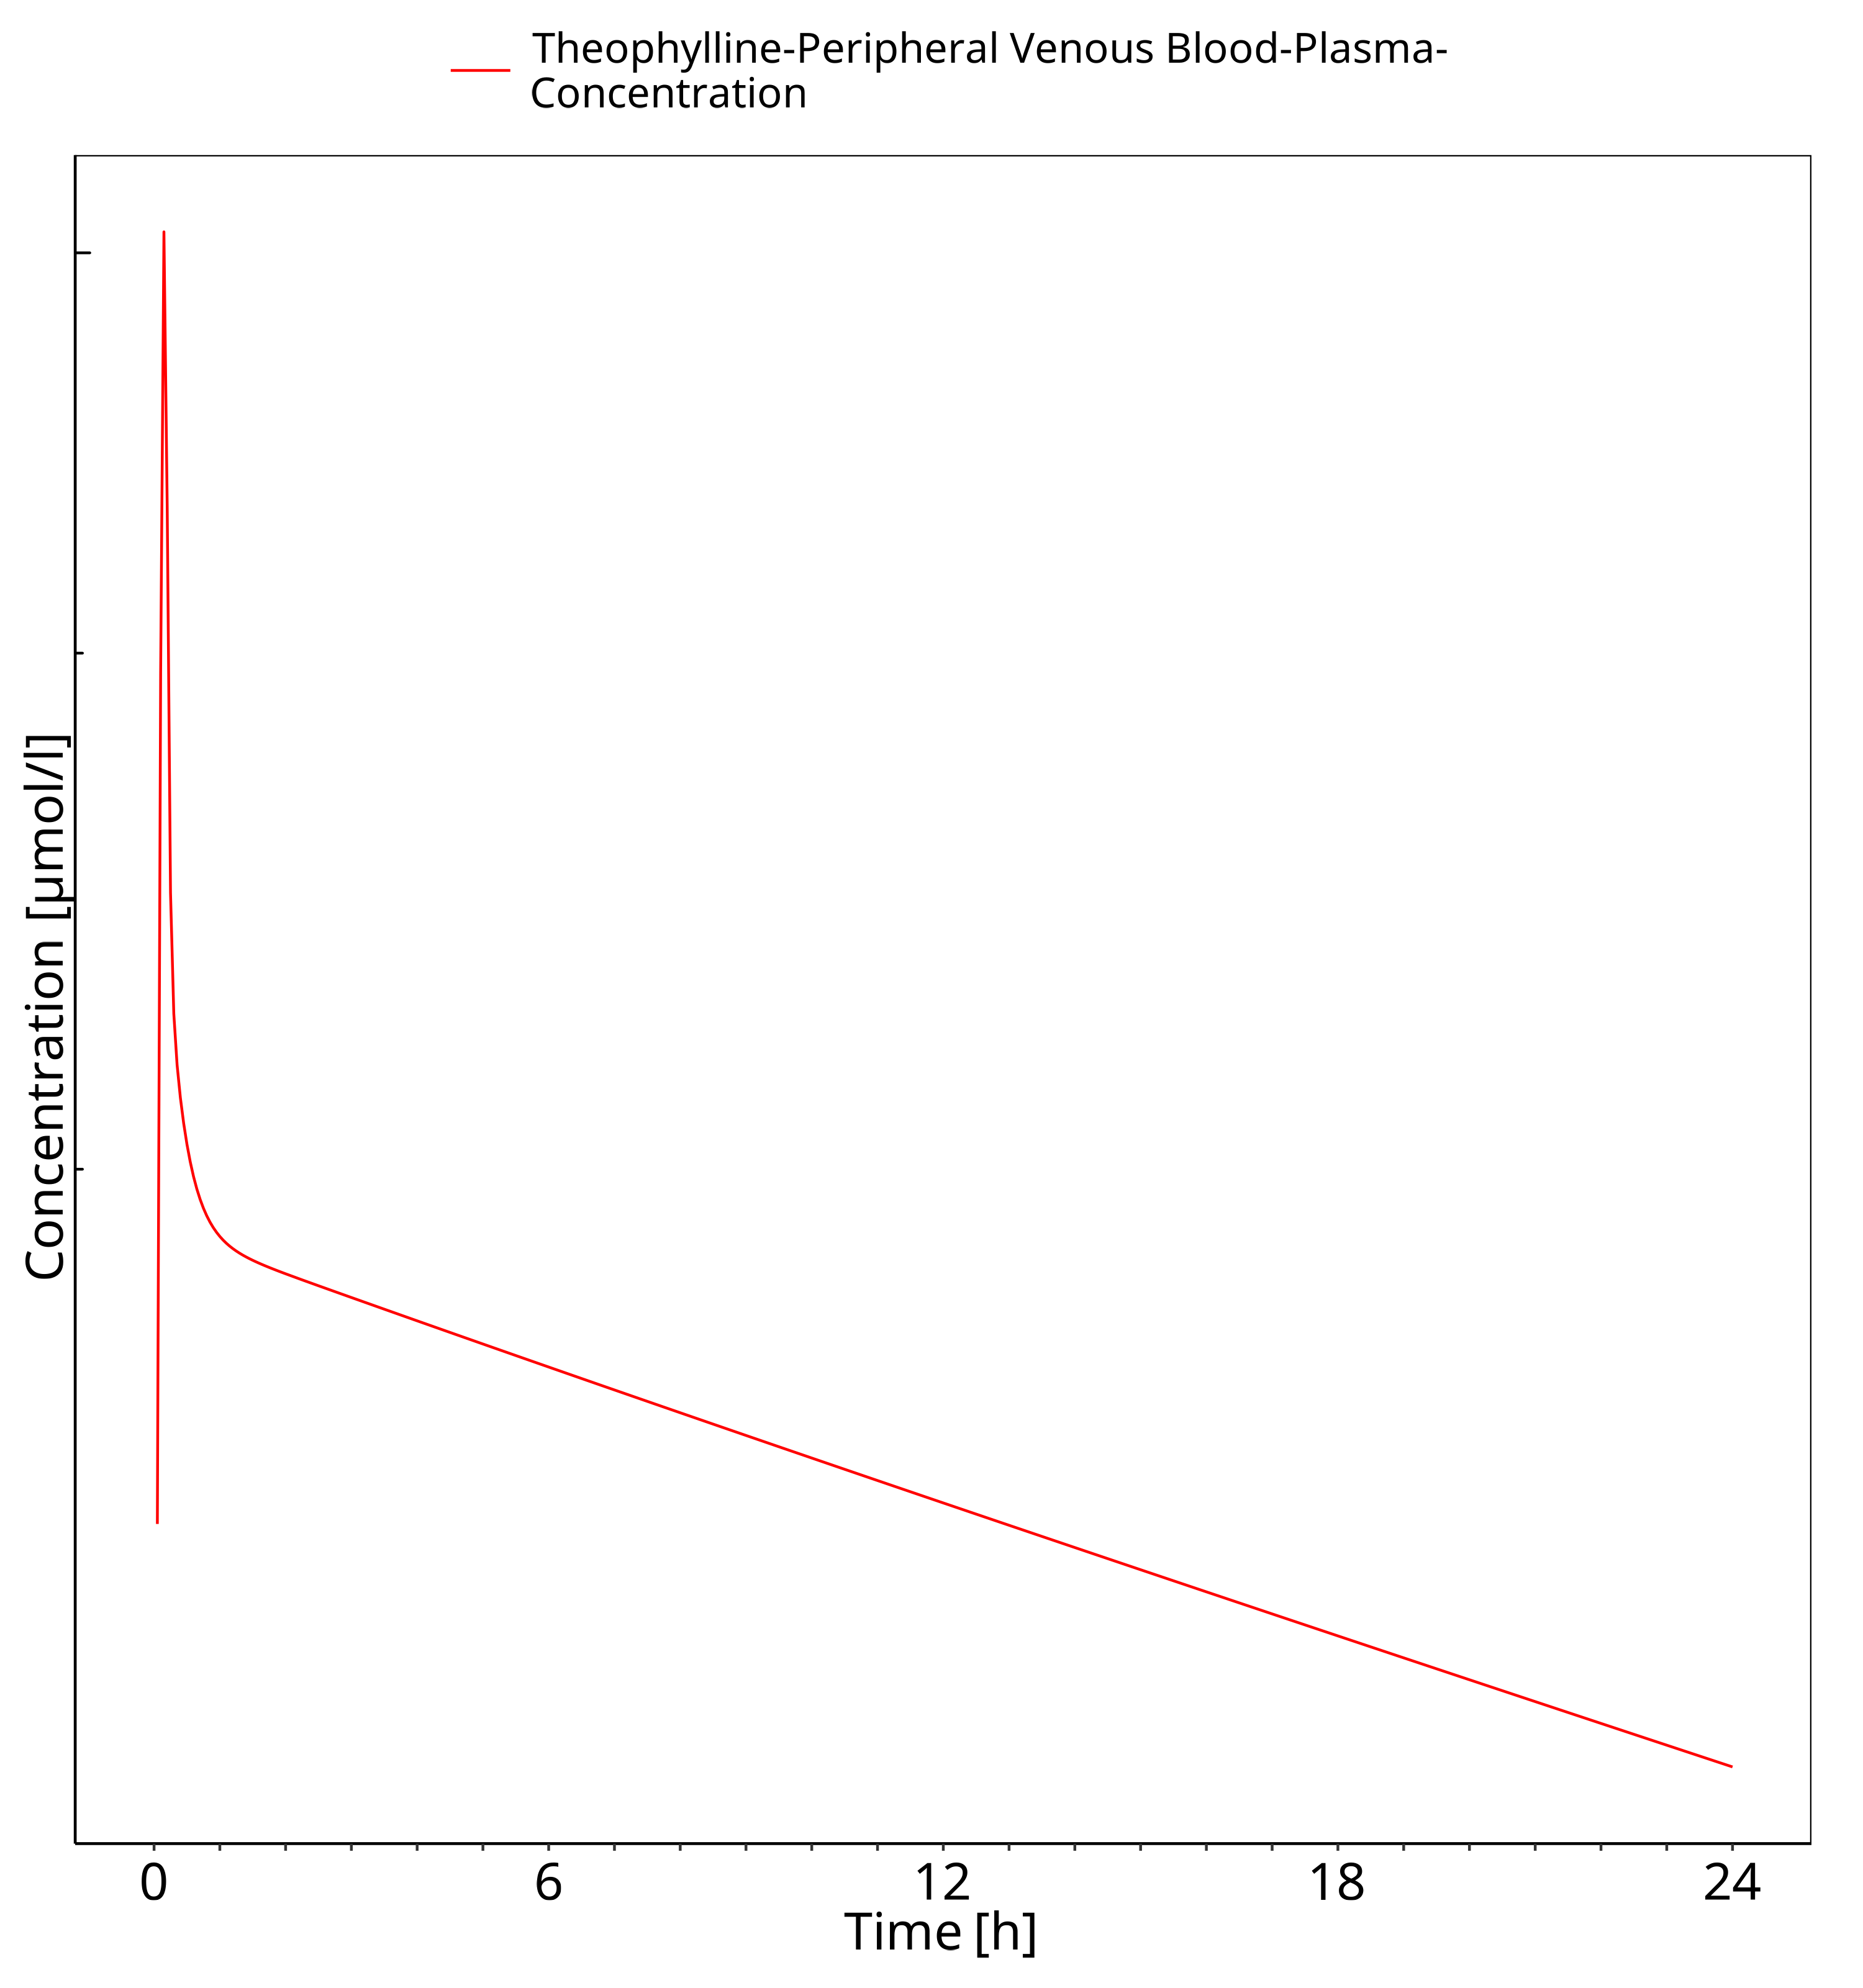 Theophylline-Peripheral Venous Blood-Plasma-
Concentration
Concentration [µmol/l]
0 6 12 18 24
Time [h]